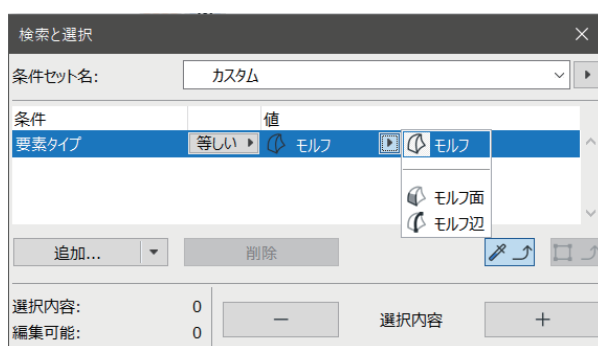 検索と選択
条件セット名: カスタム
条件 値
要素タイプ 等しい モルフ モルフ
モルフ面
モルフ辺
追加... 削除
選択内容: 0
編集可能: 0
選択内容